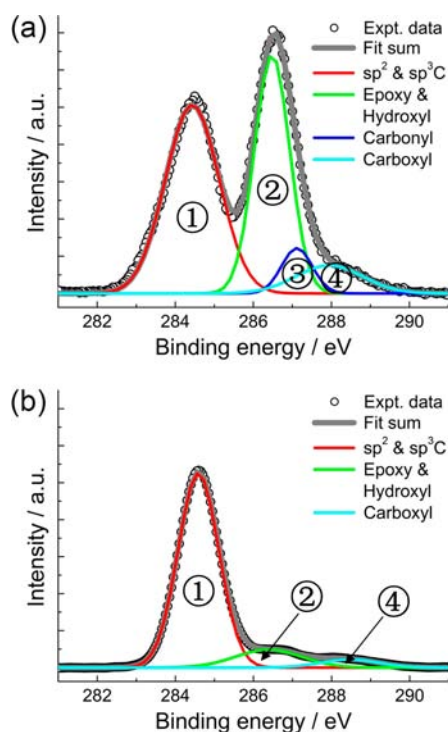 (a)
Expt. data
Fit sum
sp² & sp³C
Epoxy &
Hydroxyl
Carbonyl
Carboxyl
Intensity / a.u.
①
②
③
④
282 284 286 288 290
Binding energy / eV
(b)
Expt. data
Fit sum
sp² & sp³C
Epoxy &
Hydroxyl
Carboxyl
Intensity / a.u.
①
②
④
282 284 286 288 290
Binding energy / eV